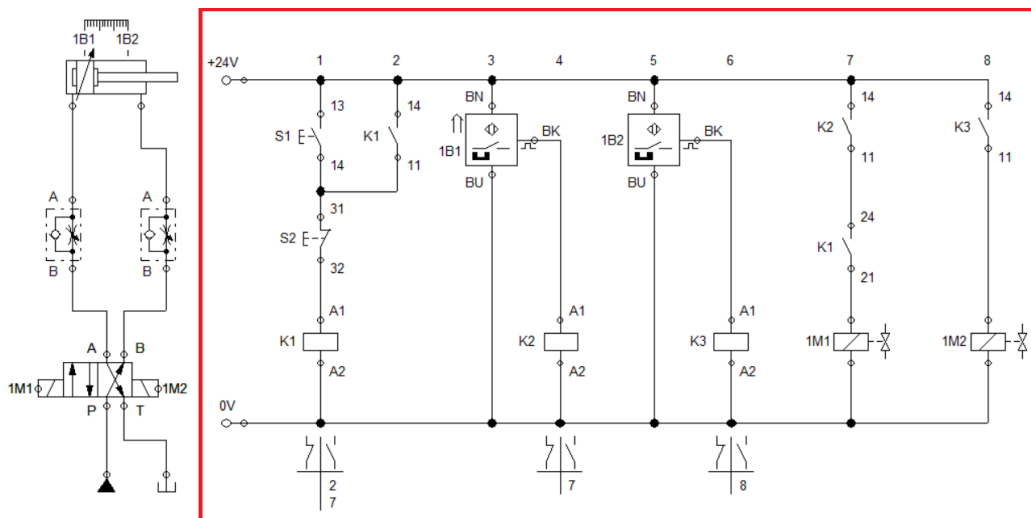 1B1 1B2
A A
B B
A B
1M1 1M2
P T
1 2 3 4 5 6 7 8
+24V
13 14 BN BN 14 14
S1 K1 1B1 BK 1B2 BK K2 K3
14 11 BU BU 11 11
31 24
S2 K1
32 21
A1 A1 A1
K1 K2 K3 1M1 1M2
A2 A2 A2
0V
2 7 8
7